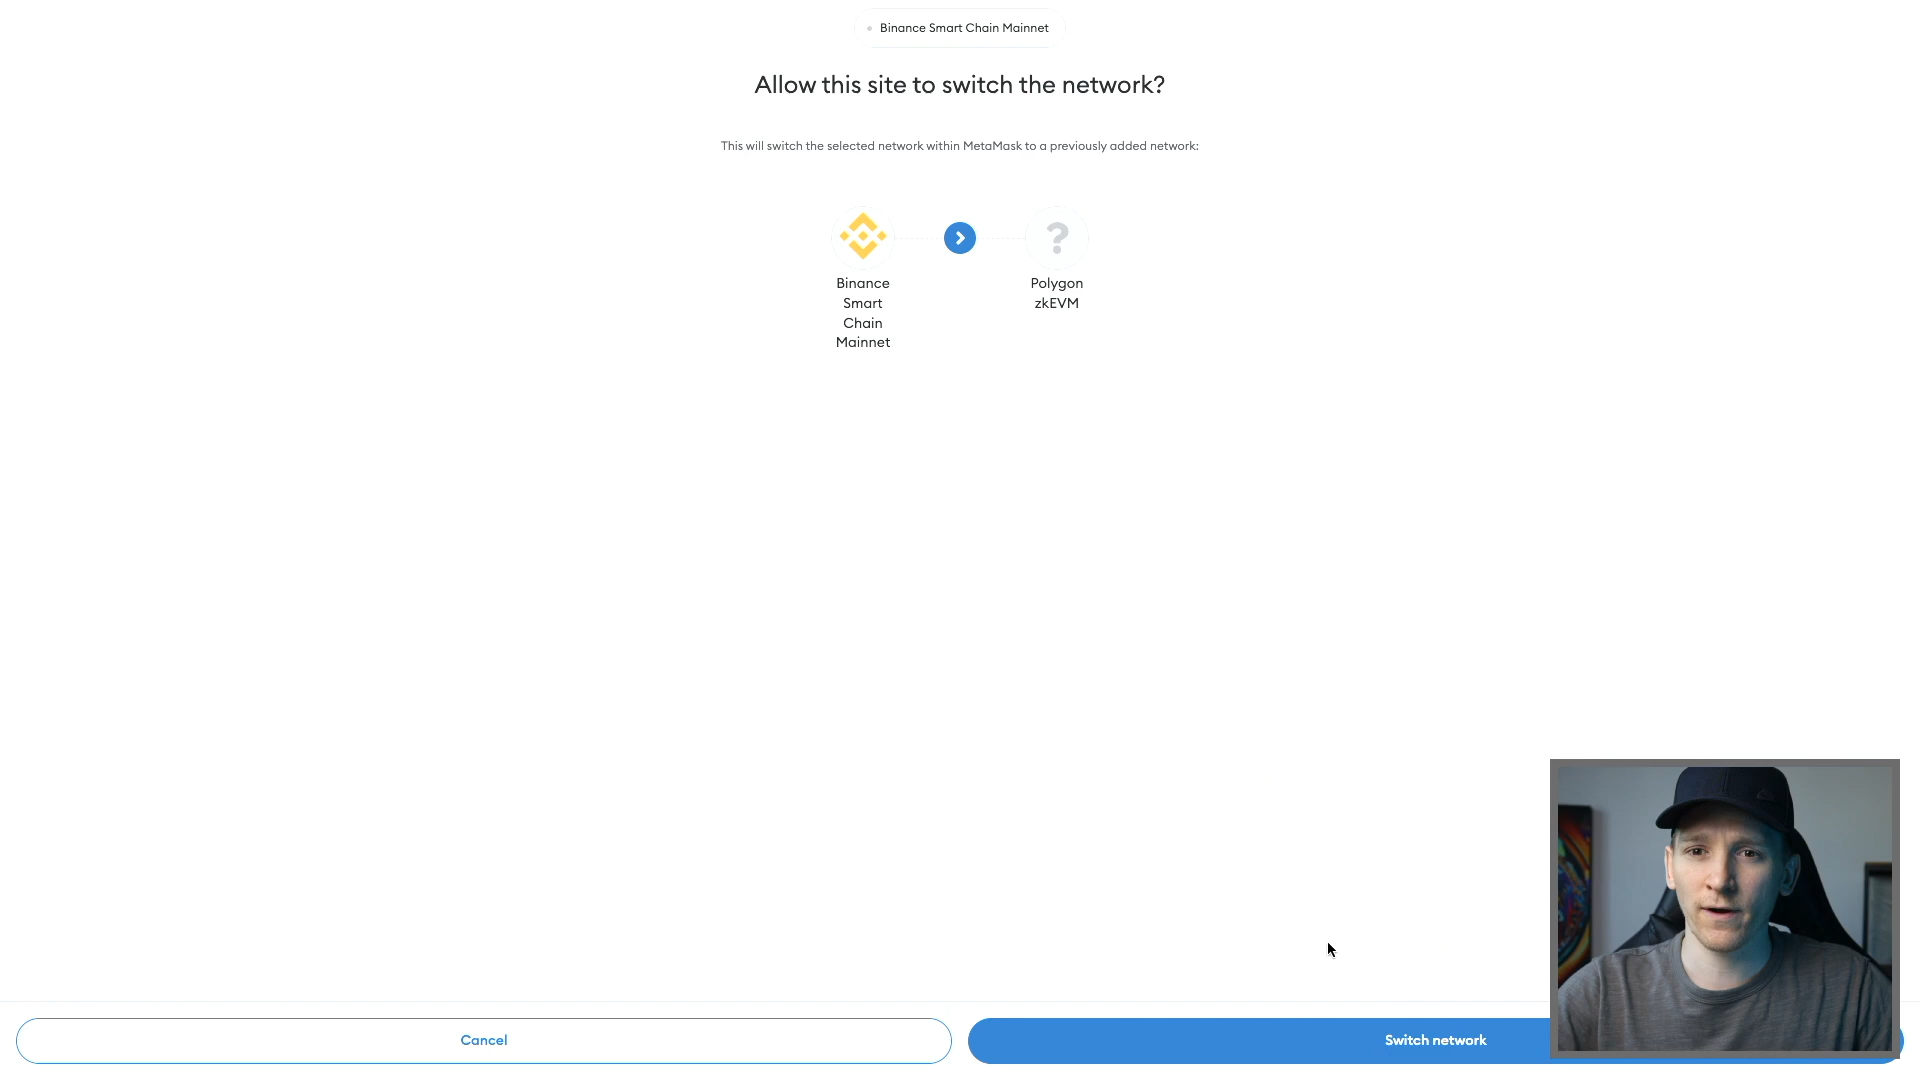 Binance Smart Chain Mainnet
Allow this site to switch the network?
This will switch the selected network within MetaMask to a previously added network:
Binance
Smart
Chain
Mainnet
?
Polygon
zkEVM
Cancel
Switch network